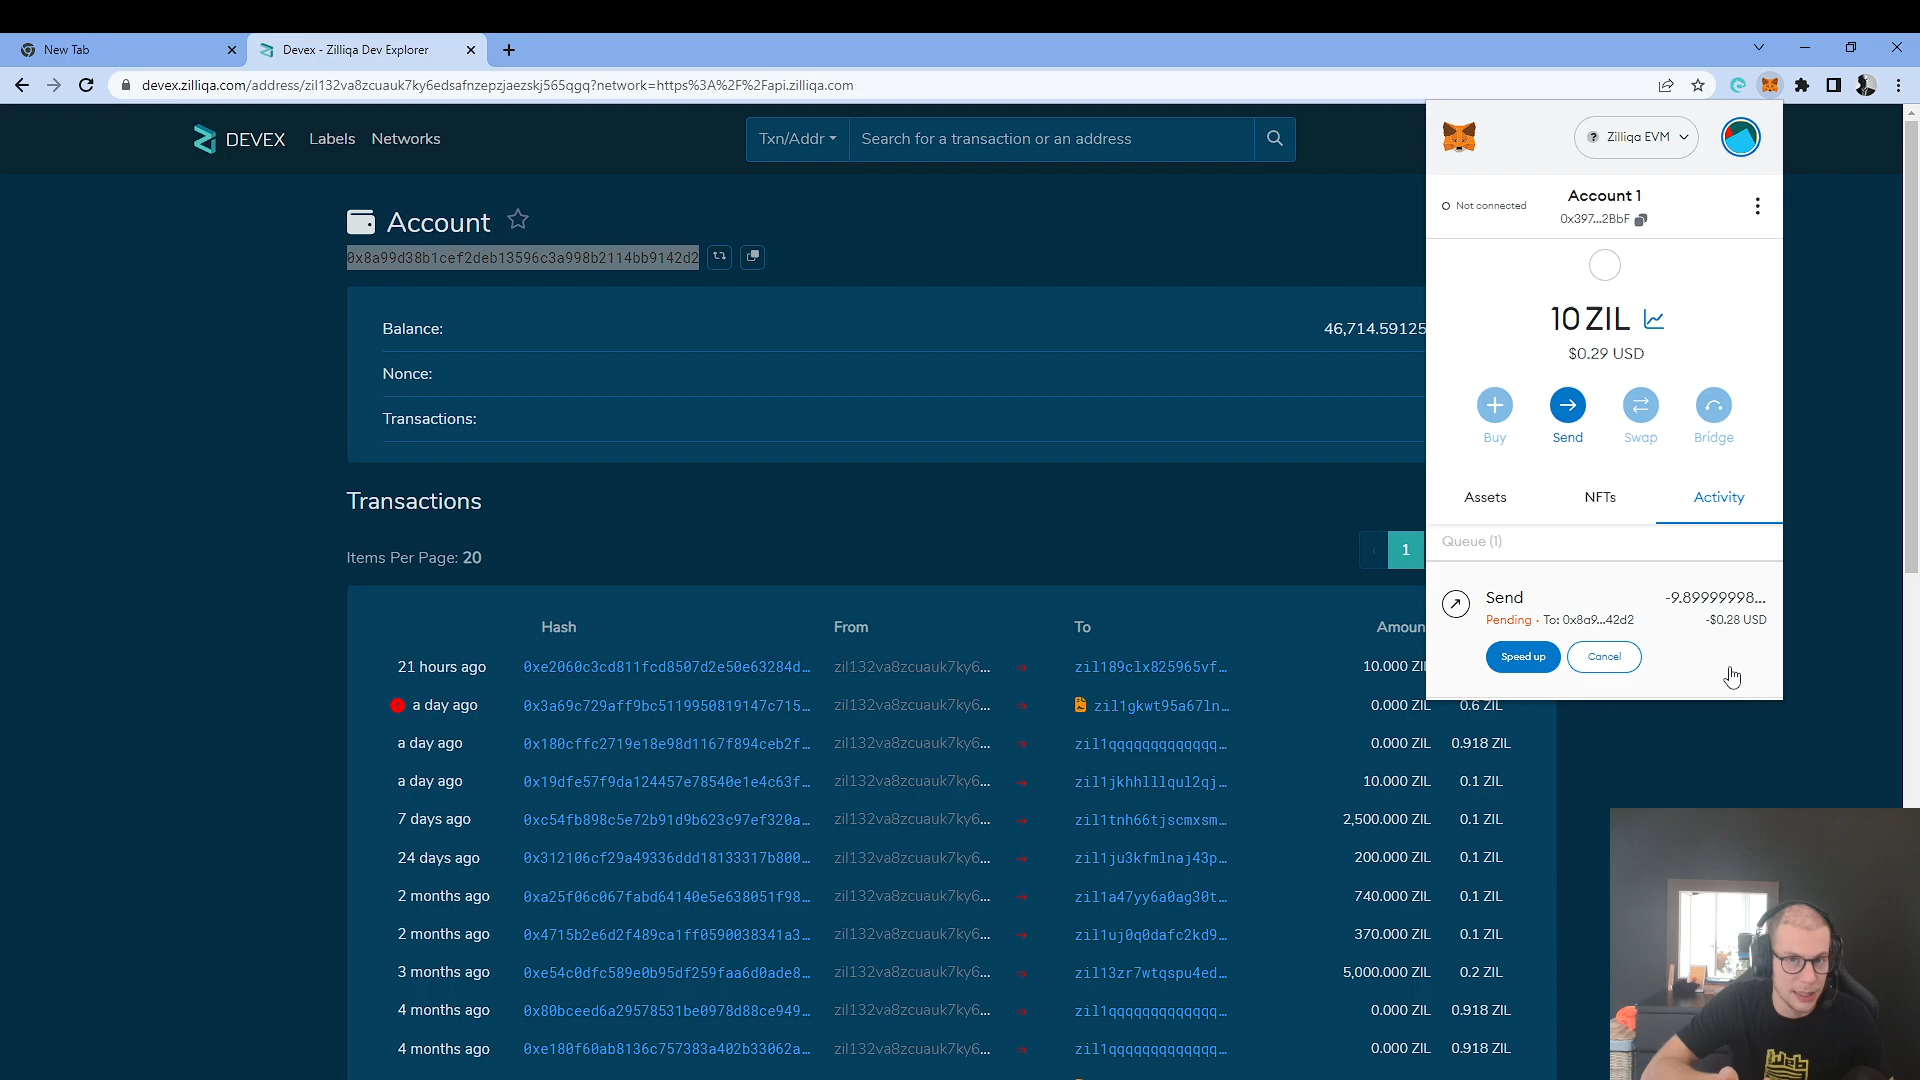 New Tab
Devex - Zilliqa Dev Explorer
devex.zilliqa.com/address/zil132va8zcuauk7ky6edsafnzepzjaezskj565qgq?network=https%3A%2F%2Fapi.zilliqa.com
DEVEX
Labels
Networks
Txn/Addr
Search for a transaction or an address
Zilliqa EVM
Not connected
Account 1
0x397...2BbF
Account
0x8a99d38b1cef2deb13596c3a998b2114bb9142d2
10 ZIL
$0.29 USD
Balance:
46,714.59125
Nonce:
Transactions:
Buy
Send
Swap
Bridge
Assets
NFTs
Activity
Transactions
Items Per Page: 20
1
Queue (1)
Send
-9.89999998...
Pending · To: 0x8a9...42d2
-$0.28 USD
Speed up
Cancel
Hash
From
To
Amoun
21 hours ago 0xe2060c3cd811fcd8507d2e50e63284d... zil132va8zcuauk7ky6... zil189clx825965vf... 10.000 ZI
a day ago 0x3a69c729aff9bc5119950819147c715... zil132va8zcuauk7ky6... zil1gkwt95a67ln... 0.000 ZIL 0.6 ZIL
a day ago 0x180cffc2719e18e98d1167f894ceb2f... zil132va8zcuauk7ky6... zil1qqqqqqqqqqqqq... 0.000 ZIL 0.918 ZIL
a day ago 0x19dfe57f9da124457e78540e1e4c63f... zil132va8zcuauk7ky6... zil1jkhhlllqul2qj... 10.000 ZIL 0.1 ZIL
7 days ago 0xc54fb898c5e72b91d9b623c97ef320a... zil132va8zcuauk7ky6... zil1tnh66tjscmxsm... 2,500.000 ZIL 0.1 ZIL
24 days ago 0x312106cf29a49336ddd18133317b800... zil132va8zcuauk7ky6... zil1ju3kfmlnaj43p... 200.000 ZIL 0.1 ZIL
2 months ago 0xa25f06c067fabd64140e5e638051f98... zil132va8zcuauk7ky6... zil1a47yy6a0ag30t... 740.000 ZIL 0.1 ZIL
2 months ago 0x4715b2e6d2f489ca1ff0590038341a3... zil132va8zcuauk7ky6... zil1uj0q0dafc2kd9... 370.000 ZIL 0.1 ZIL
3 months ago 0xe54c0dfc589e0b95df259faa6d0ade8... zil132va8zcuauk7ky6... zil13zr7wtqspu4ed... 5,000.000 ZIL 0.2 ZIL
4 months ago 0x80bceed6a29578531be0978d88ce949... zil132va8zcuauk7ky6... zil1qqqqqqqqqqqqq... 0.000 ZIL 0.918 ZIL
4 months ago 0xe180f60ab8136c757383a402b33062a... zil132va8zcuauk7ky6... zil1qqqqqqqqqqqqq... 0.000 ZIL 0.918 ZIL